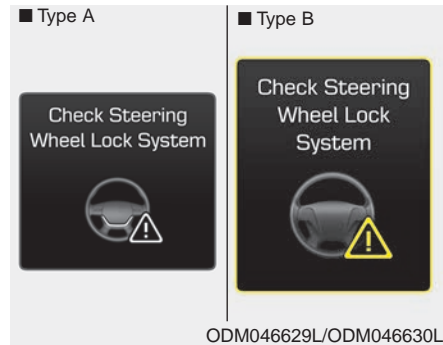 ■ Type A
Check Steering
Wheel Lock System
■ Type B
Check Steering
Wheel Lock
System
ODM046629L/ODM046630L